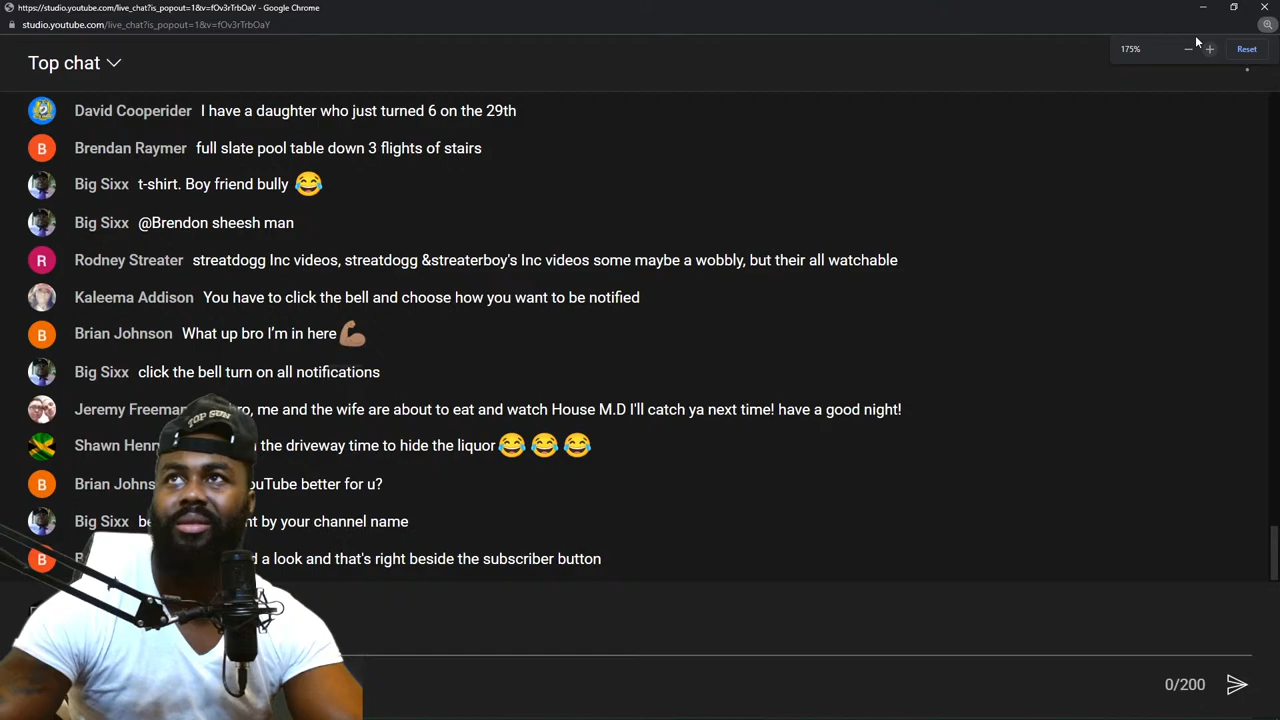 https://studio.youtube.com/live_chat?is_popout=1&v=fOv3rTrbOaY - Google Chrome
studio.youtube.com/live_chat?is_popout=1&v=fOv3rTrbOaY
175%
Reset
Top chat
David Cooperider I have a daughter who just turned 6 on the 29th
Brendan Raymer full slate pool table down 3 flights of stairs
Big Sixx t-shirt. Boy friend bully 😂
Big Sixx @Brendon sheesh man
Rodney Streater streatdogg Inc videos, streatdogg &streaterboy's Inc videos some maybe a wobbly, but their all watchable
Kaleema Addison You have to click the bell and choose how you want to be notified
Brian Johnson What up bro I’m in here 💪🏽
Big Sixx click the bell turn on all notifications
Jeremy Freeman me and the wife are about to eat and watch House M.D I'll catch ya next time! have a good night!
Shawn the driveway time to hide the liquor 😂 😂 😂
Brian better for u?
Big Sixx by your channel name
a look and that's right beside the subscriber button
TOP
0/200